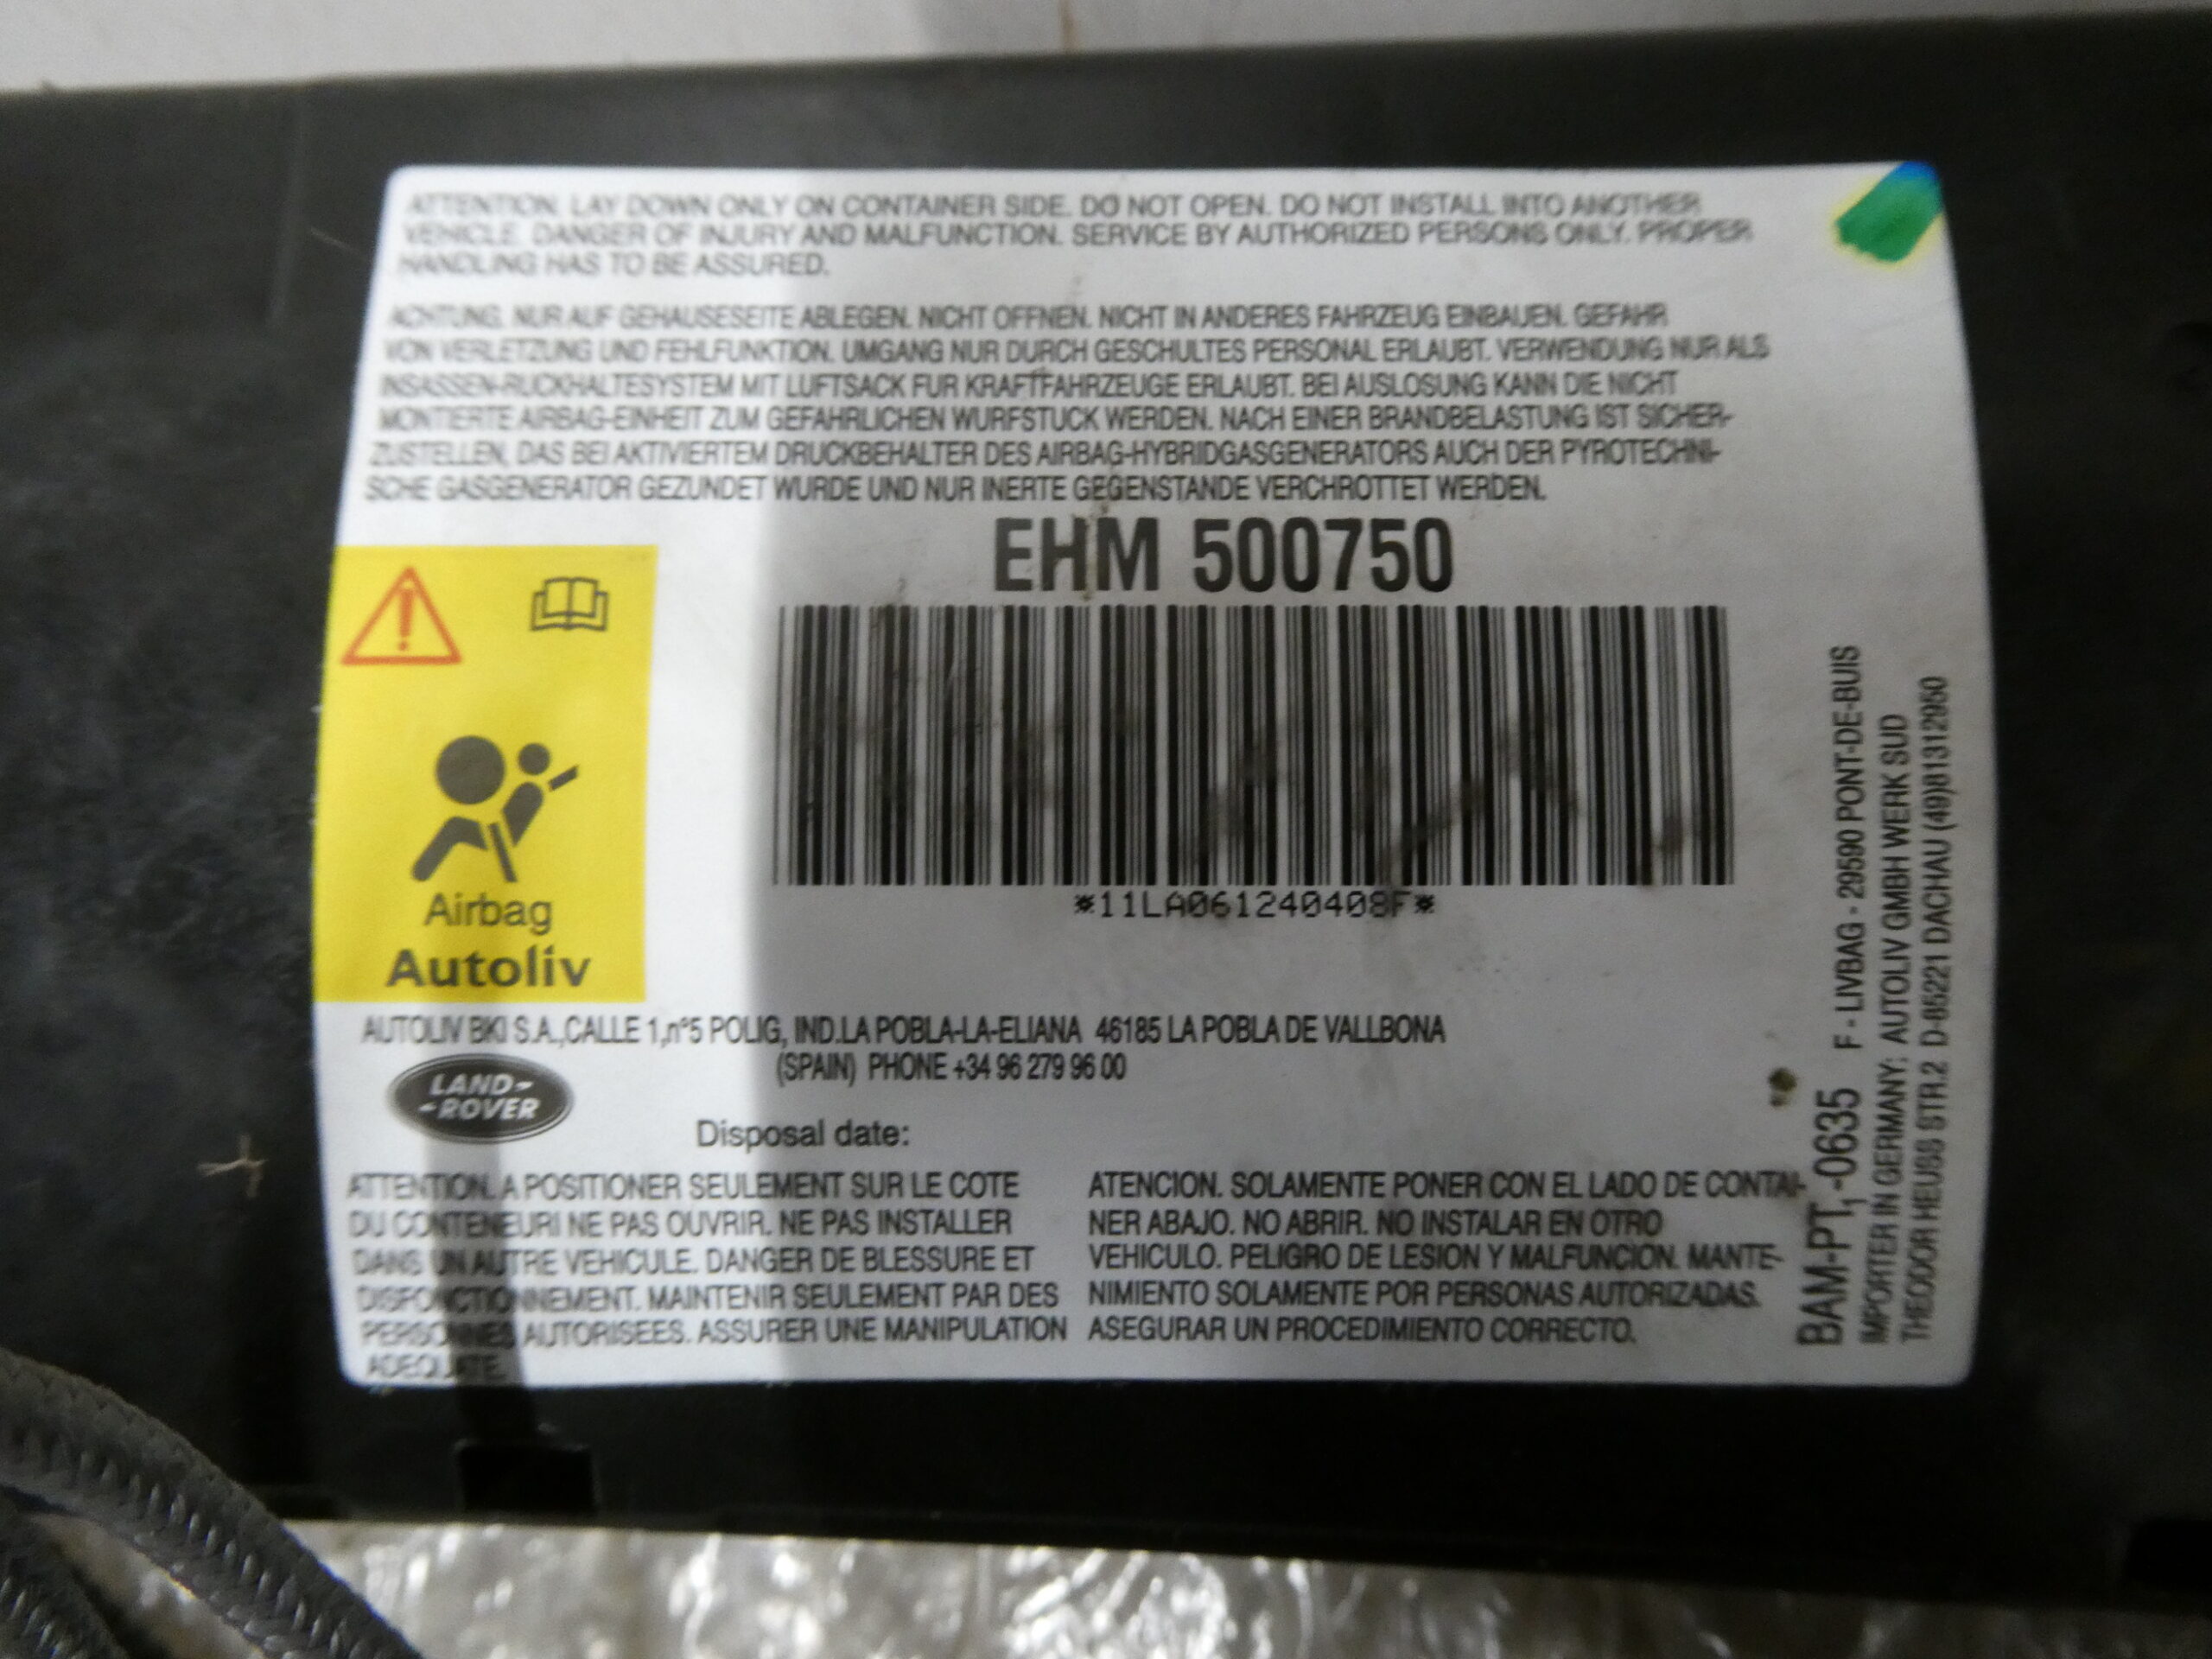 ATTENTION. LAY DOWN ONLY ON CONTAINER SIDE. DO NOT OPEN. DO NOT INSTALL INTO ANOTHER
VEHICLE. DANGER OF INJURY AND MALFUNCTION. SERVICE BY AUTHORIZED PERSONS ONLY. PROPER
HANDLING HAS TO BE ASSURED.
ACHTUNG. NUR AUF GEHAUSESEITE ABLEGEN. NICHT OFFNEN. NICHT IN ANDERES FAHRZEUG EINBAUEN. GEFAHR
VON VERLETZUNG UND FEHLFUNKTION. UMGANG NUR DURCH GESCHULTES PERSONAL ERLAUBT. VERWENDUNG NUR ALS
INSASSEN-RUCKHALTESYSTEM MIT LUFTSACK FUR KRAFTFAHRZEUGE ERLAUBT. BEI AUSLOSUNG KANN DIE NICHT
MONTIERTE AIRBAG-EINHEIT ZUM GEFAHRLICHEN WURFSTUCK WERDEN. NACH EINER BRANDBELASTUNG IST SICHER-
ZUSTELLEN, DAS BEI AKTIVIERTEM DRUCKBEHALTER DES AIRBAG-HYBRIDGASGENERATORS AUCH DER PYROTECHNI-
SCHE GASGENERATOR GEZUNDET WURDE UND NUR INERTE GEGENSTANDE VERCHROTTET WERDEN.
EHM 500750
*11LA061240408F*
Airbag
Autoliv
AUTOLIV BKI S.A.,CALLE 1,n°5 POLIG, IND.LA POBLA-LA-ELIANA 46185 LA POBLA DE VALLBONA
(SPAIN) PHONE +34 96 279 96 00
LAND-
-ROVER
Disposal date:
ATTENTION. A POSITIONER SEULEMENT SUR LE COTE
DU CONTENEURI NE PAS OUVRIR. NE PAS INSTALLER
DANS UN AUTRE VEHICULE. DANGER DE BLESSURE ET
DISFONCTIONNEMENT. MAINTENIR SEULEMENT PAR DES
PERSONNES AUTORISEES. ASSURER UNE MANIPULATION
ADEQUATE.
ATENCION. SOLAMENTE PONER CON EL LADO DE CONTAI-
NER ABAJO. NO ABRIR. NO INSTALAR EN OTRO
VEHICULO. PELIGRO DE LESION Y MALFUNCION. MANTE-
NIMIENTO SOLAMENTE POR PERSONAS AUTORIZADAS.
ASEGURAR UN PROCEDIMIENTO CORRECTO.
BAM-PT₁-0635 F - LIVBAG - 29590 PONT-DE-BUIS
IMPORTER IN GERMANY: AUTOLIV GMBH WERK SUD
THEODOR HEUSS STR.2 D-85221 DACHAU (49)81312950